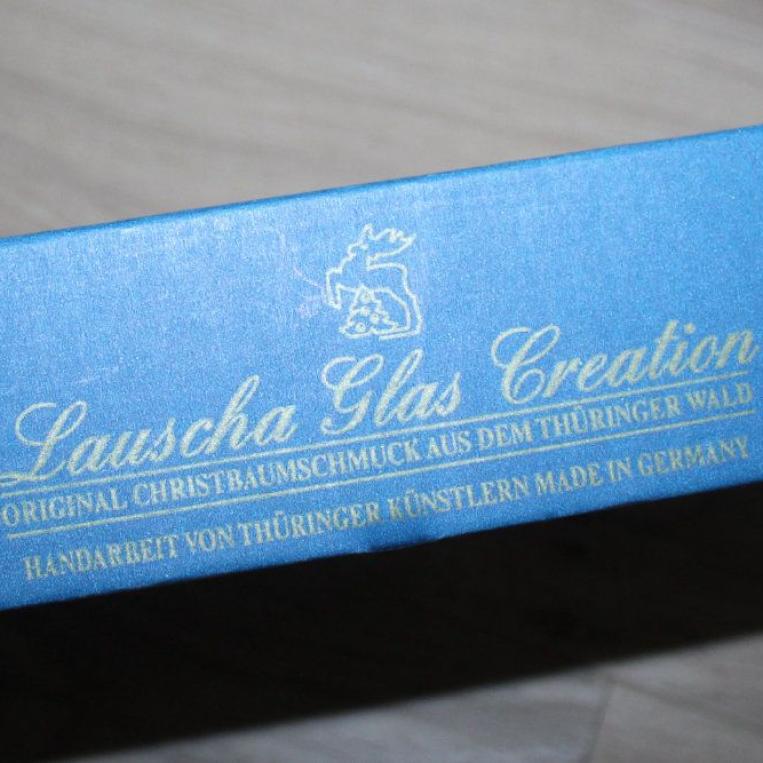 Lauscha Glas Creation
ORIGINAL CHRISTBAUMSCHMUCK AUS DEM THÜRINGER WALD
HANDARBEIT VON THÜRINGER KÜNSTLERN MADE IN GERMANY